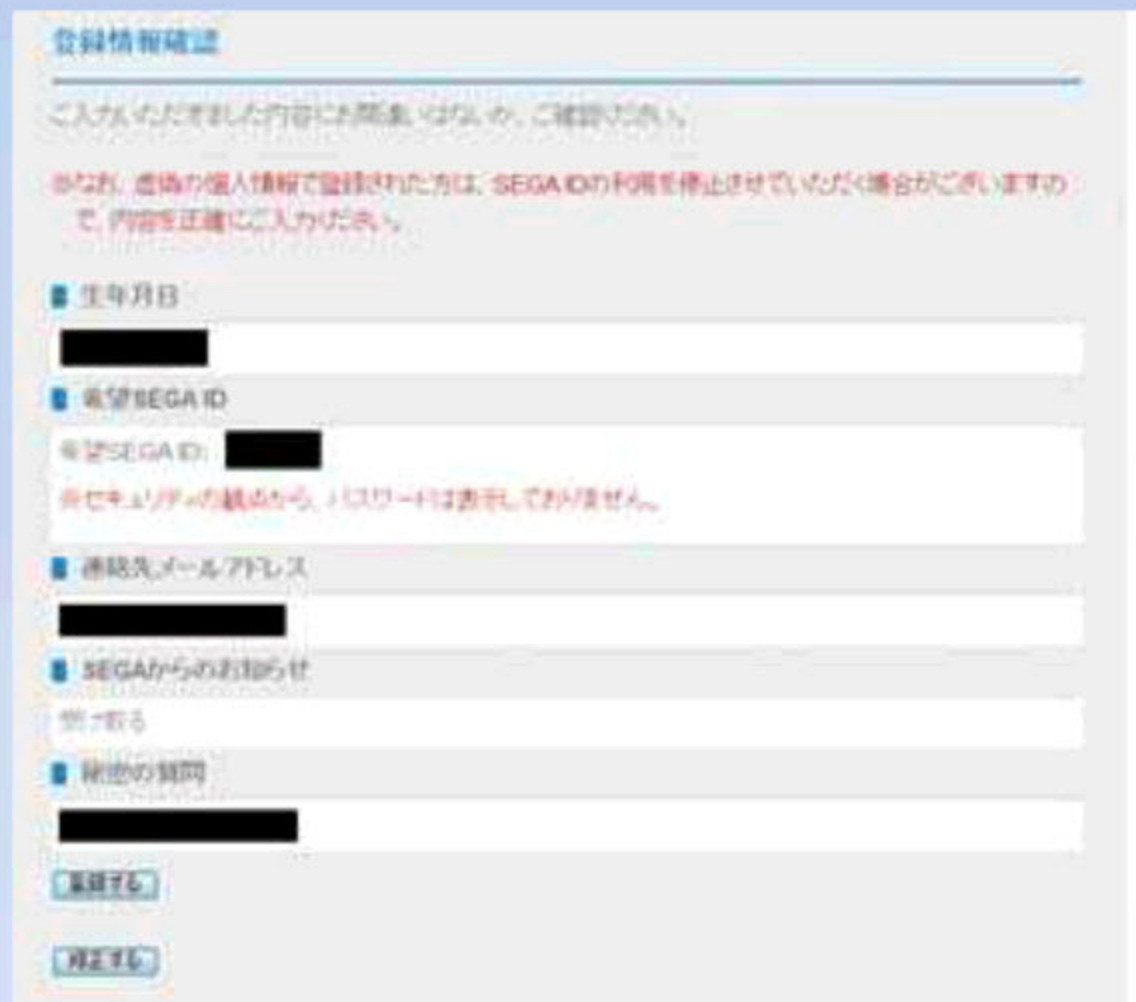 登録情報確認
ご入力いただきました内容にお間違いはないか、ご確認ください。
※なお、虚偽の個人情報で登録された方は、SEGA IDの利用を停止させていただく場合がございますの
で、内容を正確にご入力ください。
生年月日
希望SEGA ID
希望SEGA ID:
※セキュリティの観点から、パスワードは表示しておりません。
連絡先メールアドレス
SEGAからのお知らせ
受け取る
秘密の質問
登録する
修正する